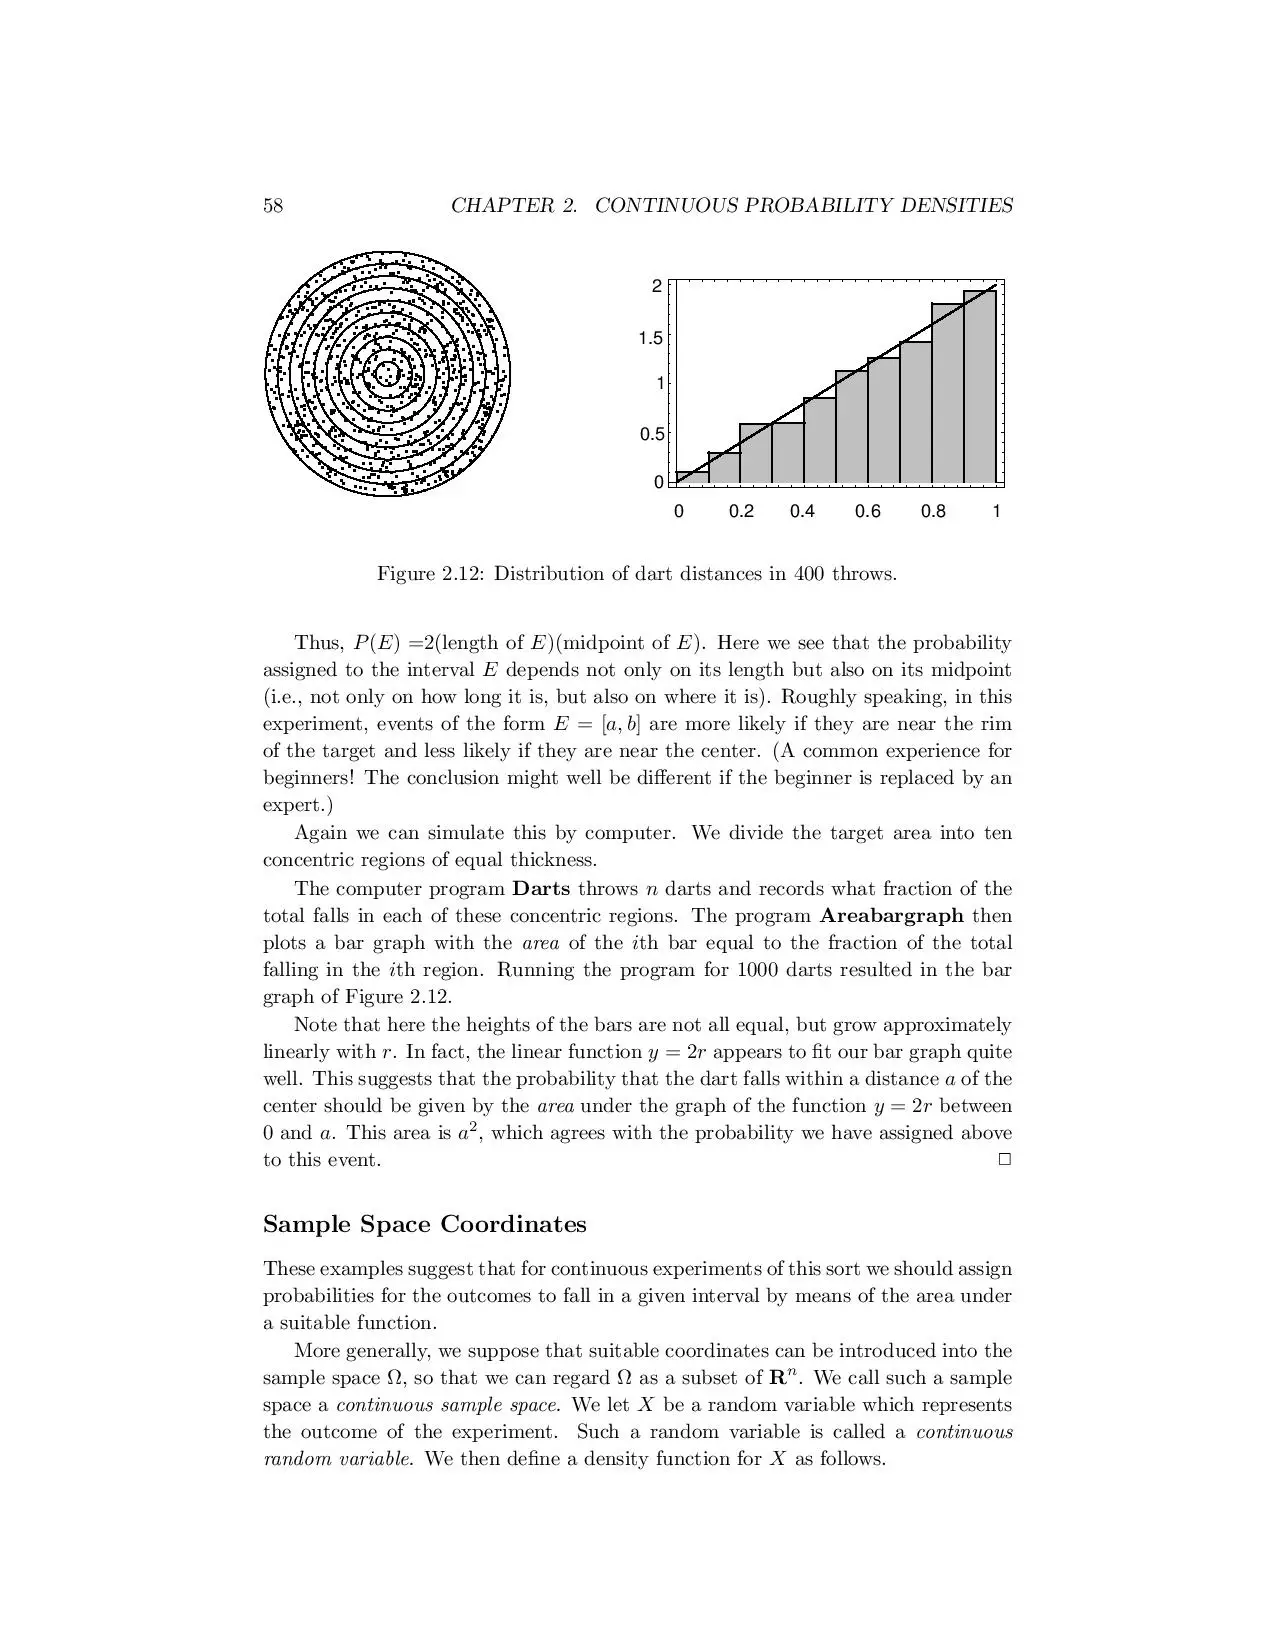 58 CHAPTER 2. CONTINUOUS PROBABILITY DENSITIES
2
1.5
1
0.5
0
0 0.2 0.4 0.6 0.8 1
Figure 2.12: Distribution of dart distances in 400 throws.
Thus, P(E) =2(length of E)(midpoint of E). Here we see that the probability
assigned to the interval E depends not only on its length but also on its midpoint
(i.e., not only on how long it is, but also on where it is). Roughly speaking, in this
experiment, events of the form E = [a, b] are more likely if they are near the rim
of the target and less likely if they are near the center. (A common experience for
beginners! The conclusion might well be different if the beginner is replaced by an
expert.)
Again we can simulate this by computer. We divide the target area into ten
concentric regions of equal thickness.
The computer program Darts throws n darts and records what fraction of the
total falls in each of these concentric regions. The program Areabargraph then
plots a bar graph with the area of the ith bar equal to the fraction of the total
falling in the ith region. Running the program for 1000 darts resulted in the bar
graph of Figure 2.12.
Note that here the heights of the bars are not all equal, but grow approximately
linearly with r. In fact, the linear function y = 2r appears to fit our bar graph quite
well. This suggests that the probability that the dart falls within a distance a of the
center should be given by the area under the graph of the function y = 2r between
0 and a. This area is a², which agrees with the probability we have assigned above
to this event. □
Sample Space Coordinates
These examples suggest that for continuous experiments of this sort we should assign
probabilities for the outcomes to fall in a given interval by means of the area under
a suitable function.
More generally, we suppose that suitable coordinates can be introduced into the
sample space Ω, so that we can regard Ω as a subset of Rⁿ. We call such a sample
space a continuous sample space. We let X be a random variable which represents
the outcome of the experiment. Such a random variable is called a continuous
random variable. We then define a density function for X as follows.